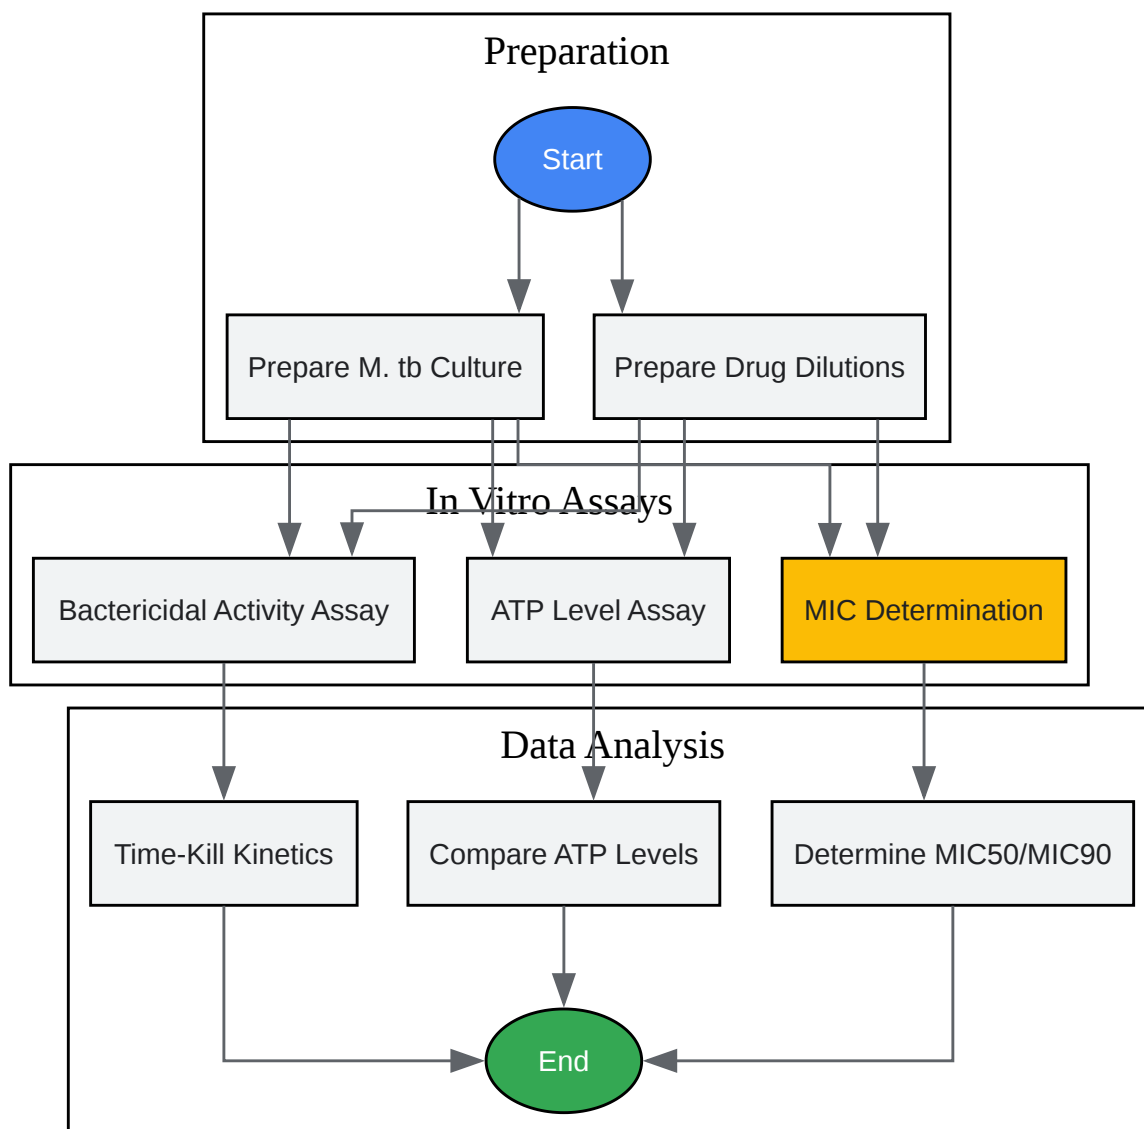 Preparation
Start
Prepare M. tb Culture
Prepare Drug Dilutions
In Vitro Assays
Bactericidal Activity Assay
ATP Level Assay
MIC Determination
Data Analysis
Time-Kill Kinetics
Compare ATP Levels
Determine MIC50/MIC90
End